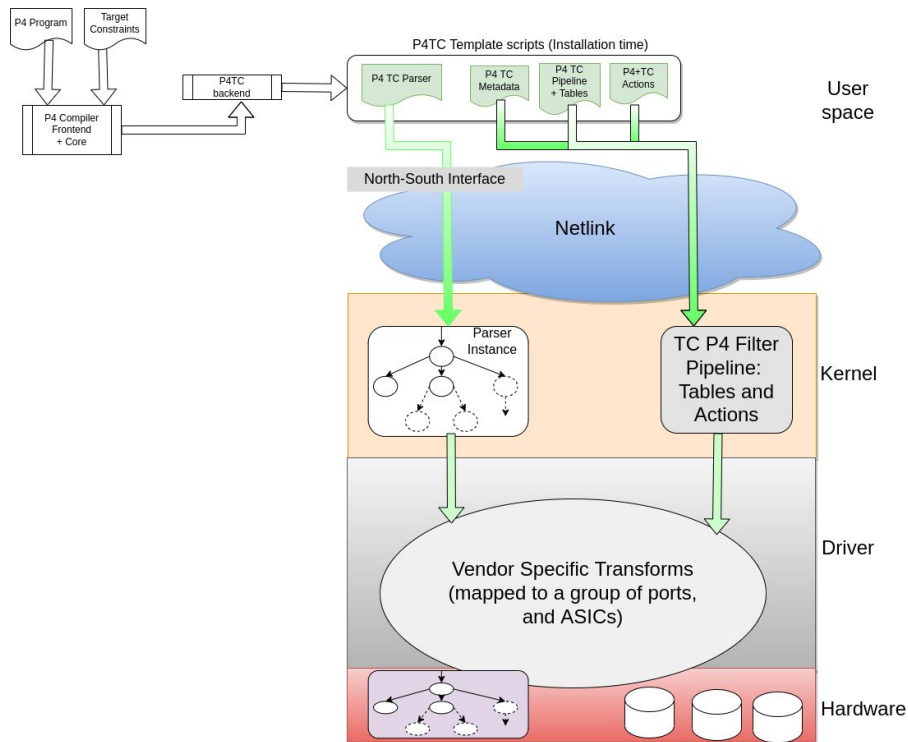 P4 Program
Target
Constraints
P4TC Template scripts (Installation time)
P4TC
backend
P4 TC Parser
P4 TC
Metadata
P4 TC
Pipeline
+ Tables
P4+TC
Actions
User
space
P4 Compiler
Frontend
+ Core
North-South Interface
Netlink
Parser
Instance
TC P4 Filter
Pipeline:
Tables and
Actions
Kernel
Vendor Specific Transforms
(mapped to a group of ports,
and ASICs)
Driver
Hardware